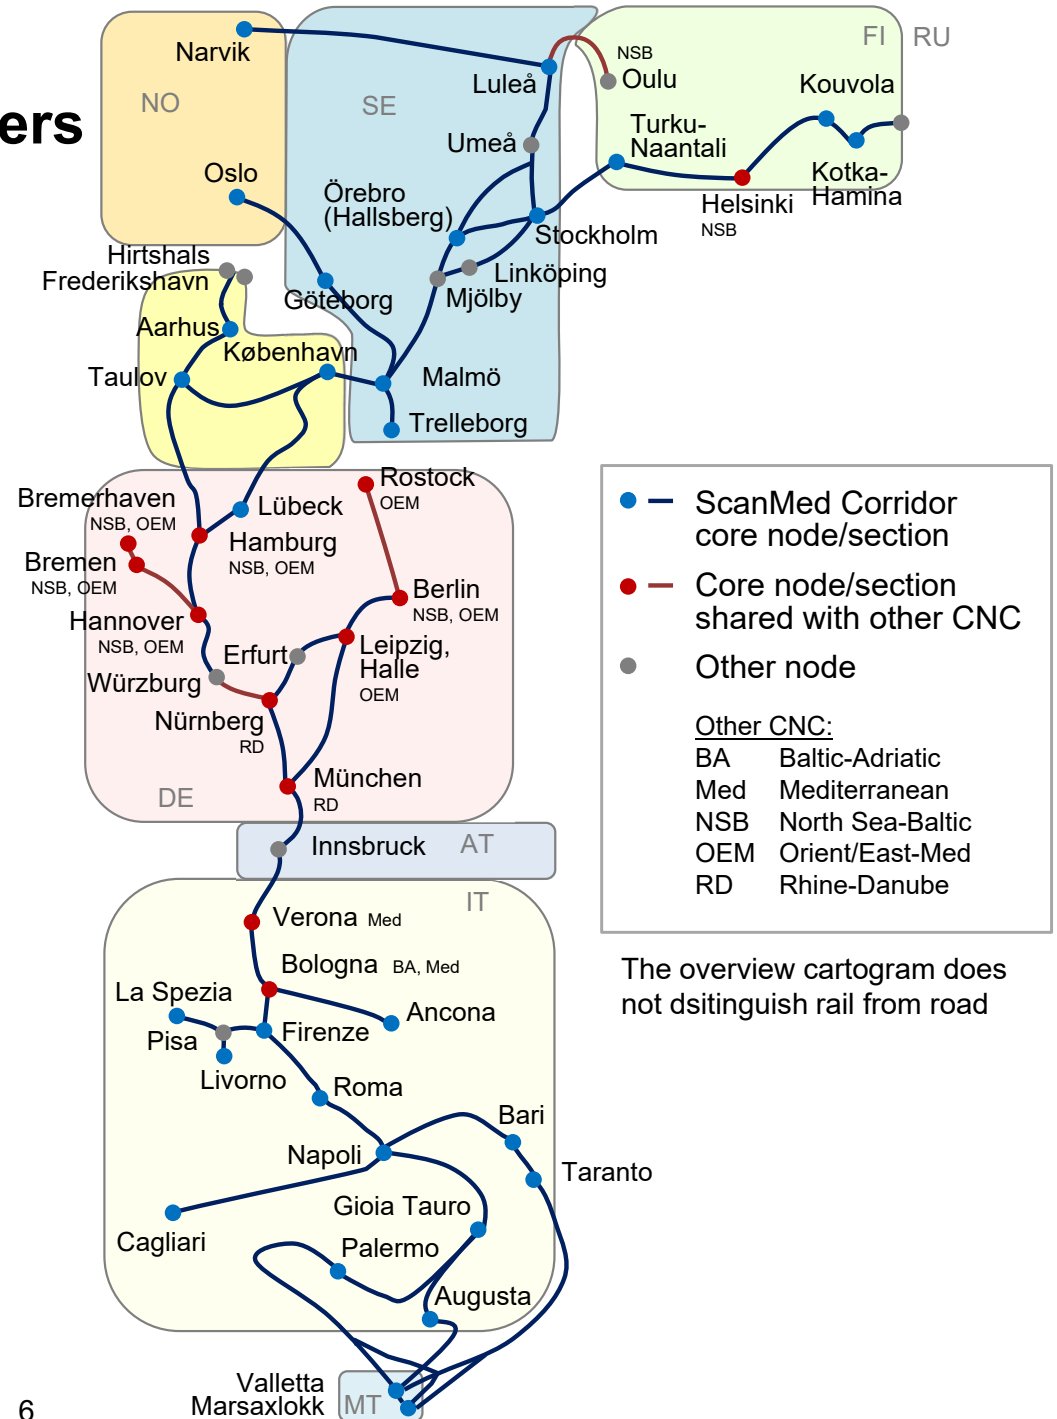 ers
Narvik
NO
SE
FI
RU
NSB
Oulu
Luleå
Kouvola
Umeå
Turku-
Naantali
Oslo
Örebro
(Hallsberg)
Kotka-
Hamina
Helsinki
NSB
Stockholm
Hirtshals
Frederikshavn
Linköping
Göteborg
Mjölby
Aarhus
København
Taulov
Malmö
Trelleborg
Rostock
OEM
Bremerhaven
NSB, OEM
Lübeck
Hamburg
NSB, OEM
Bremen
NSB, OEM
Berlin
NSB, OEM
Hannover
NSB, OEM
Erfurt
Leipzig,
Halle
OEM
Würzburg
Nürnberg
RD
München
RD
DE
Innsbruck
AT
IT
Verona Med
Bologna BA, Med
La Spezia
Ancona
Pisa
Firenze
Livorno
Roma
Bari
Napoli
Taranto
Gioia Tauro
Cagliari
Palermo
Augusta
Valletta
Marsaxlokk
MT
6
ScanMed Corridor
core node/section
Core node/section
shared with other CNC
Other node
Other CNC:
BA Baltic-Adriatic
Med Mediterranean
NSB North Sea-Baltic
OEM Orient/East-Med
RD Rhine-Danube
The overview cartogram does
not dsitinguish rail from road